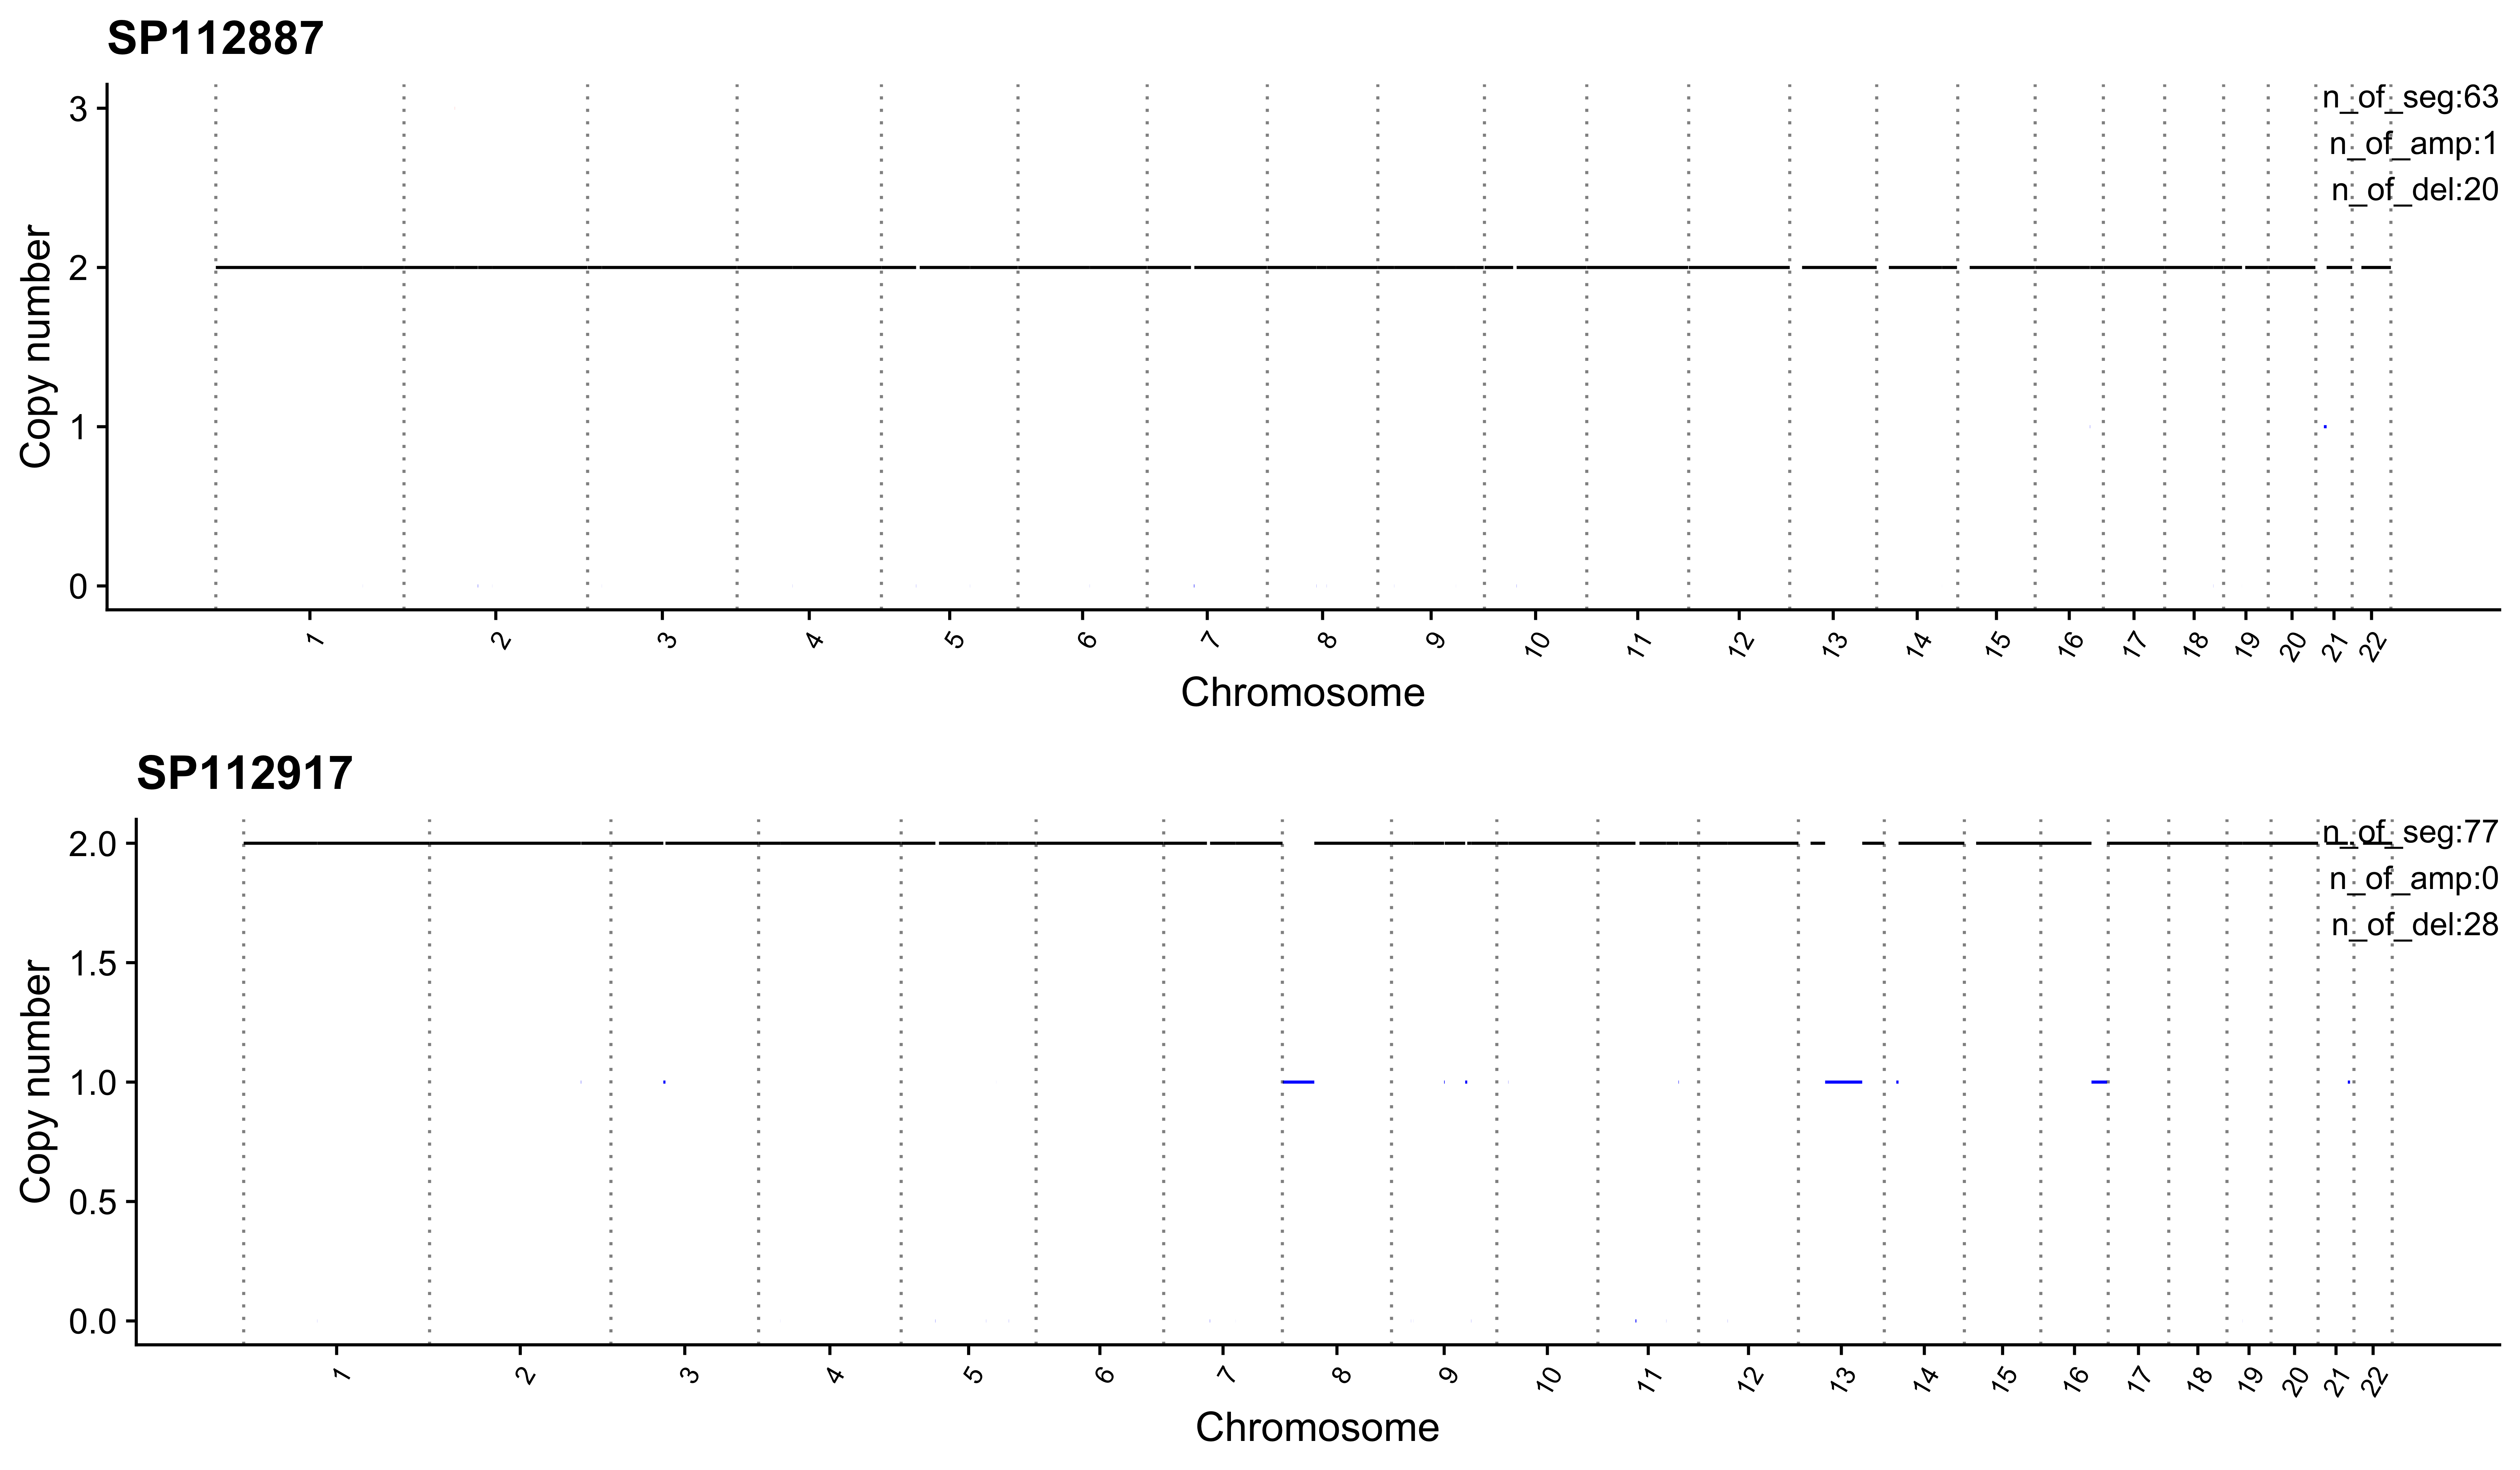 SP112887
n_of_seg:63
n_of_amp:1
n_of_del:20
3
2
1
0
Copy number
1 2 3 4 5 6 7 8 9 10 11 12 13 14 15 16 17 18 19 20 21 22
Chromosome
SP112917
n_of_seg:77
n_of_amp:0
n_of_del:28
2.0
1.5
1.0
0.5
0.0
Copy number
1 2 3 4 5 6 7 8 9 10 11 12 13 14 15 16 17 18 19 20 21 22
Chromosome